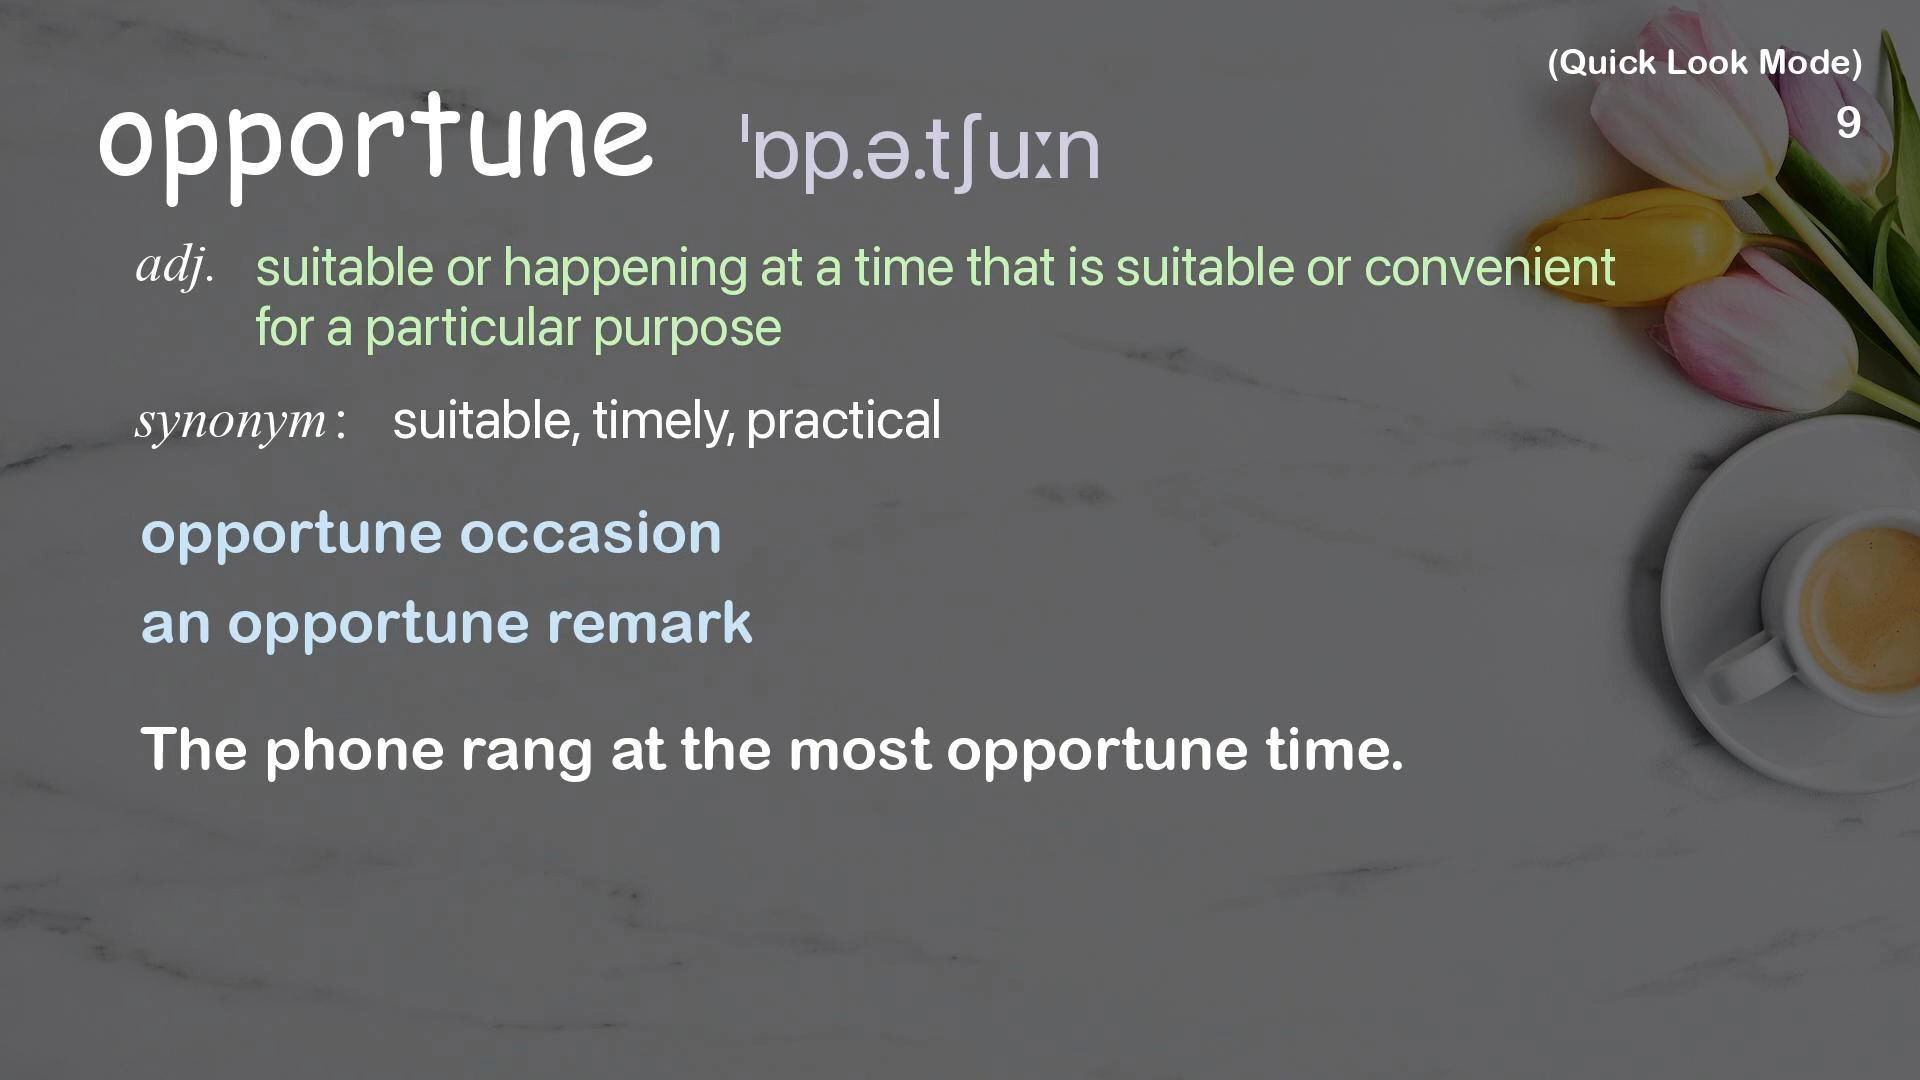 (Quick Look Mode)
9
opportune ˈɒp.ə.tʃuːn
adj. suitable or happening at a time that is suitable or convenient
for a particular purpose
synonym: suitable, timely, practical
opportune occasion
an opportune remark
The phone rang at the most opportune time.